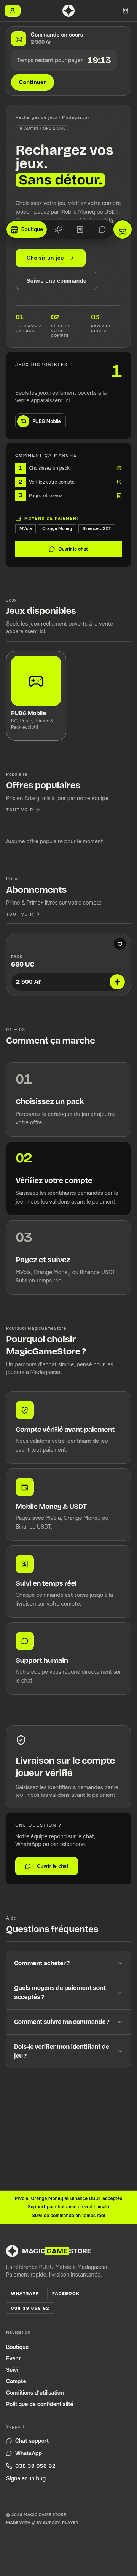 Commande en cours
2 500 Ar
Temps restant pour payer
19:13
Continuer
Recharges de jeux · Madagascar
ADMIN HORS LIGNE
Rechargez vos
jeux.
Sans détour.
Choisissez votre jeu, vérifiez votre compte
joueur, payez par Mobile Money ou USDT.
Boutique
Choisir un jeu
Suivre une commande
01
CHOISISSEZ
UN PACK
02
VÉRIFIEZ
VOTRE
COMPTE
03
PAYEZ ET
SUIVEZ
JEUX DISPONIBLES
1
Seuls les jeux réellement ouverts à la
vente apparaissent ici.
PUBG Mobile
COMMENT ÇA MARCHE
1 Choisissez un pack
2 Vérifiez votre compte
3 Payez et suivez
MOYENS DE PAIEMENT
MVola
Orange Money
Binance USDT
Ouvrir le chat
Jeux
Jeux disponibles
Seuls les jeux réellement ouverts à la vente
apparaissent ici.
PUBG Mobile
UC, Prime, Prime+ &
Pack évolutif
Populaire
Offres populaires
Prix en Ariary, mis à jour par notre équipe.
TOUT VOIR
Aucune offre populaire pour le moment.
Prime
Abonnements
Prime & Prime+ livrés sur votre compte
TOUT VOIR
PACK
660 UC
2 500 Ar
01 — 03
Comment ça marche
01
Choisissez un pack
Parcourez le catalogue du jeu et ajoutez
votre offre.
02
Vérifiez votre compte
Saisissez les identifiants demandés par le
jeu : nous les validons avant le paiement.
03
Payez et suivez
MVola, Orange Money ou Binance USDT.
Suivi en temps réel.
Pourquoi MagicGameStore
Pourquoi choisir
MagicGameStore ?
Un parcours d'achat simple, pensé pour les
joueurs à Madagascar.
Compte vérifié avant paiement
Nous validons votre identifiant de jeu
avant tout paiement.
Mobile Money & USDT
Payez avec MVola, Orange Money ou
Binance USDT.
Suivi en temps réel
Chaque commande est suivie jusqu'à la
livraison sur votre compte.
Support humain
Notre équipe vous répond directement sur
le chat.
Livraison sur le compte
joueur vérifié
Saisissez les identifiants demandés par le
jeu : nous les validons avant le paiement.
UNE QUESTION ?
Notre équipe répond sur le chat,
WhatsApp ou par téléphone.
Ouvrir le chat
Aide
Questions fréquentes
Comment acheter ?
Quels moyens de paiement sont
acceptés ?
Comment suivre ma commande ?
Dois-je vérifier mon identifiant de
jeu ?
MVola, Orange Money et Binance USDT acceptés
Support par chat avec un vrai humain
Suivi de commande en temps réel
MAGIC GAME STORE
La référence PUBG Mobile à Madagascar.
Paiement rapide, livraison instantanée.
WHATSAPP
FACEBOOK
038 39 056 92
Navigation
Boutique
Event
Suivi
Compte
Conditions d'utilisation
Politique de confidentialité
Support
Chat support
WhatsApp
038 39 056 92
Signaler un bug
© 2026 MAGIC GAME STORE
MADE WITH // BY SURAZY_PLAYER